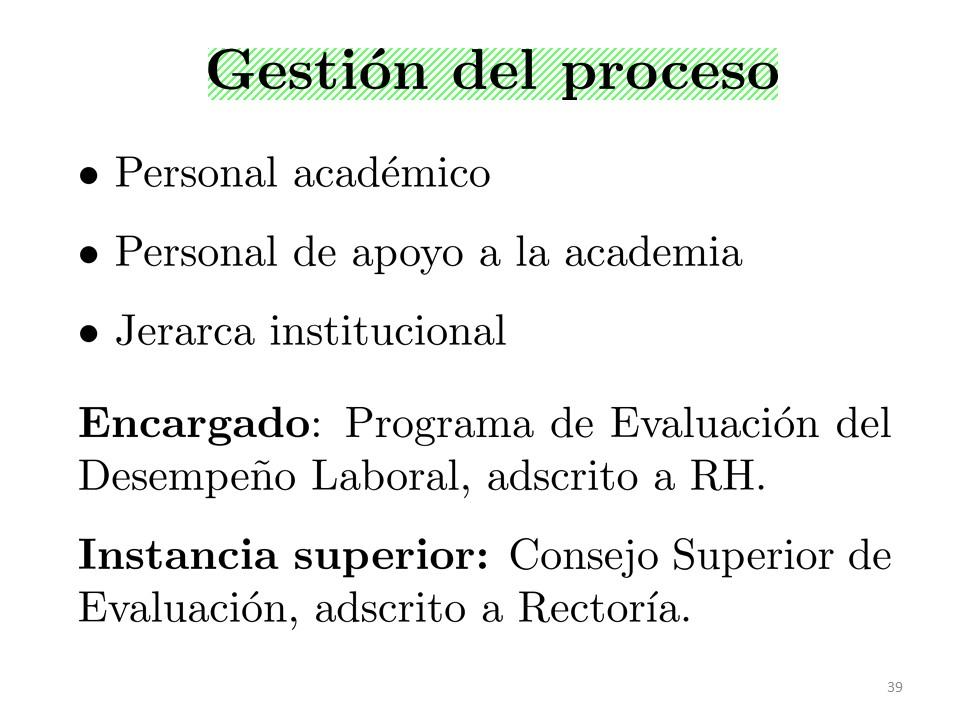 Gestión del proceso
• Personal académico
• Personal de apoyo a la academia
• Jerarca institucional
Encargado: Programa de Evaluación del
Desempeño Laboral, adscrito a RH.
Instancia superior: Consejo Superior de
Evaluación, adscrito a Rectoría.
39